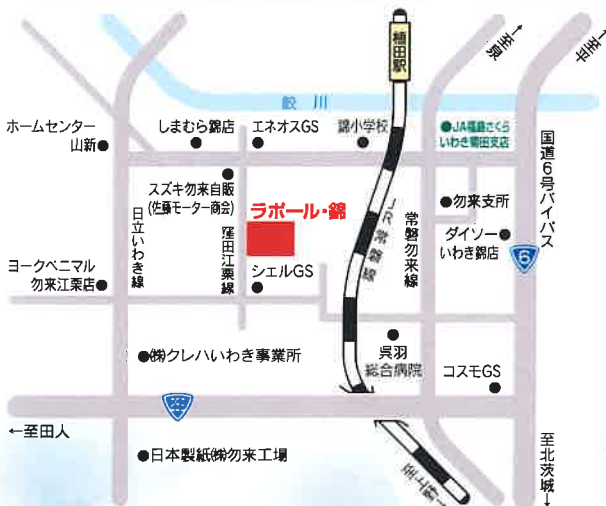 植田駅
→至泉
→至平
鮫川
ホームセンター
山新
しまむら錦店
エネオスGS
錦小学校
JA福島さくら
いわき菊田支店
国道6号バイパス
スズキ勿来自販
(佐藤モーター商会)
ラポール・錦
日立いわき線
窪田江栗線
JR常磐線
常磐勿来線
勿来支所
ダイソー
いわき錦店
6
ヨークベニマル
勿来江栗店
シェルGS
㈱クレハいわき事業所
呉羽
総合病院
コスモGS
←至田人
日本製紙㈱勿来工場
至上野→
至北茨城→